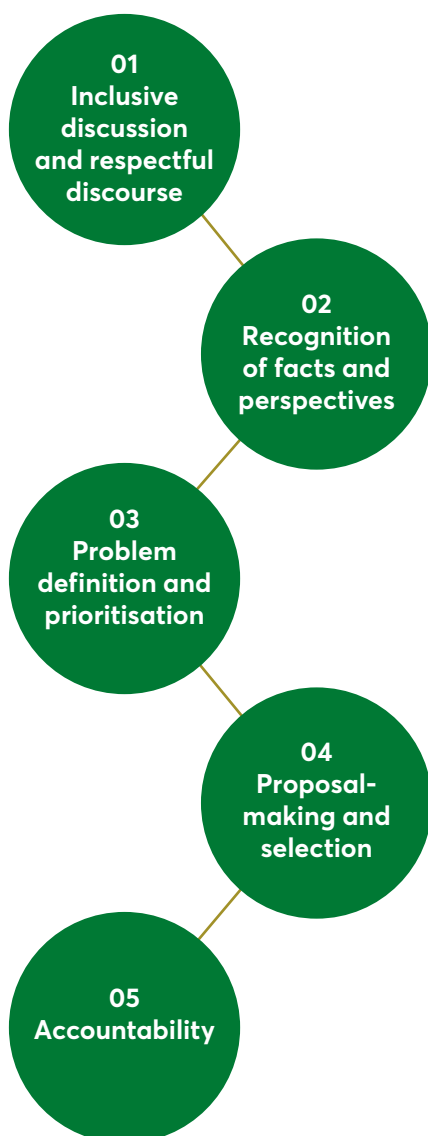 01
Inclusive
discussion
and respectful
discourse
02
Recognition
of facts and
perspectives
03
Problem
definition and
prioritisation
04
Proposal-
making and
selection
05
Accountability